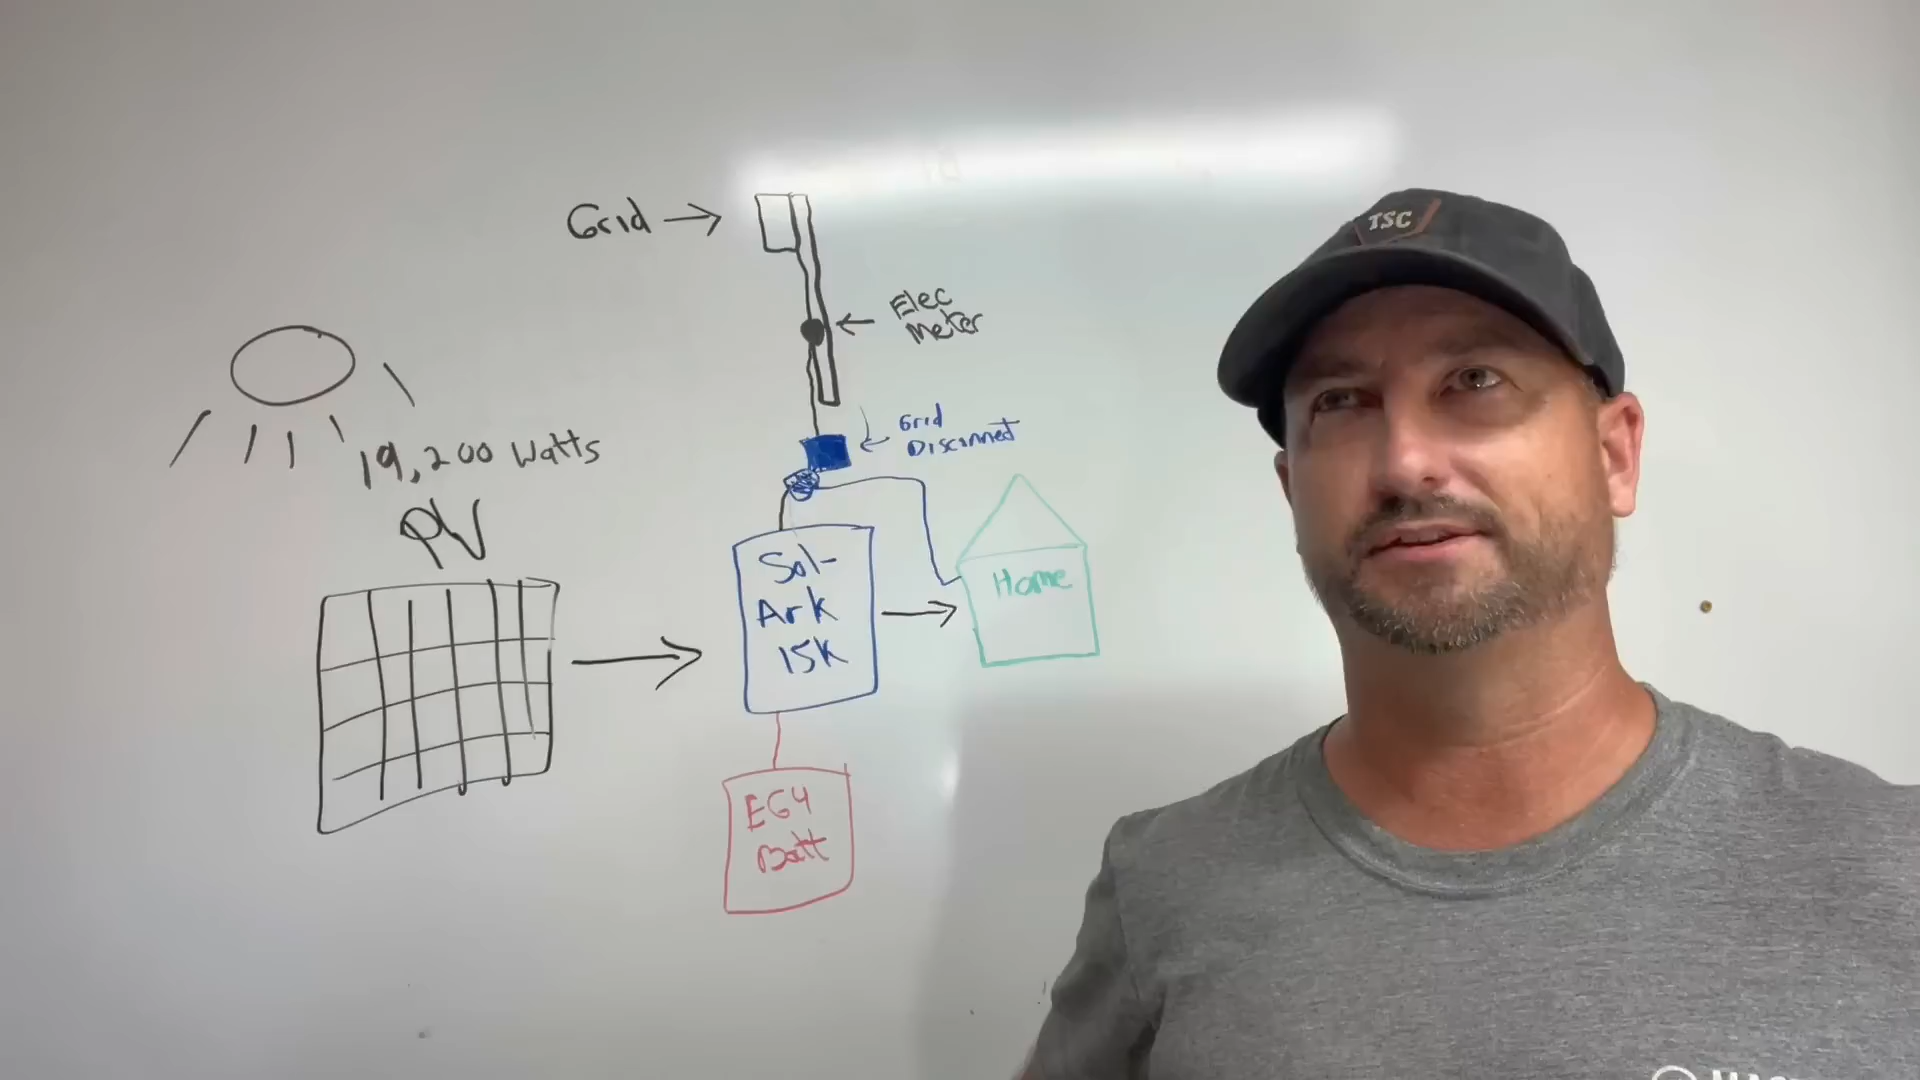 Grid
Elec
Meter
Grid
Disconnect
19,200 Watts
PV
Sol-
Ark
15K
Home
EG4
Batt
TSC